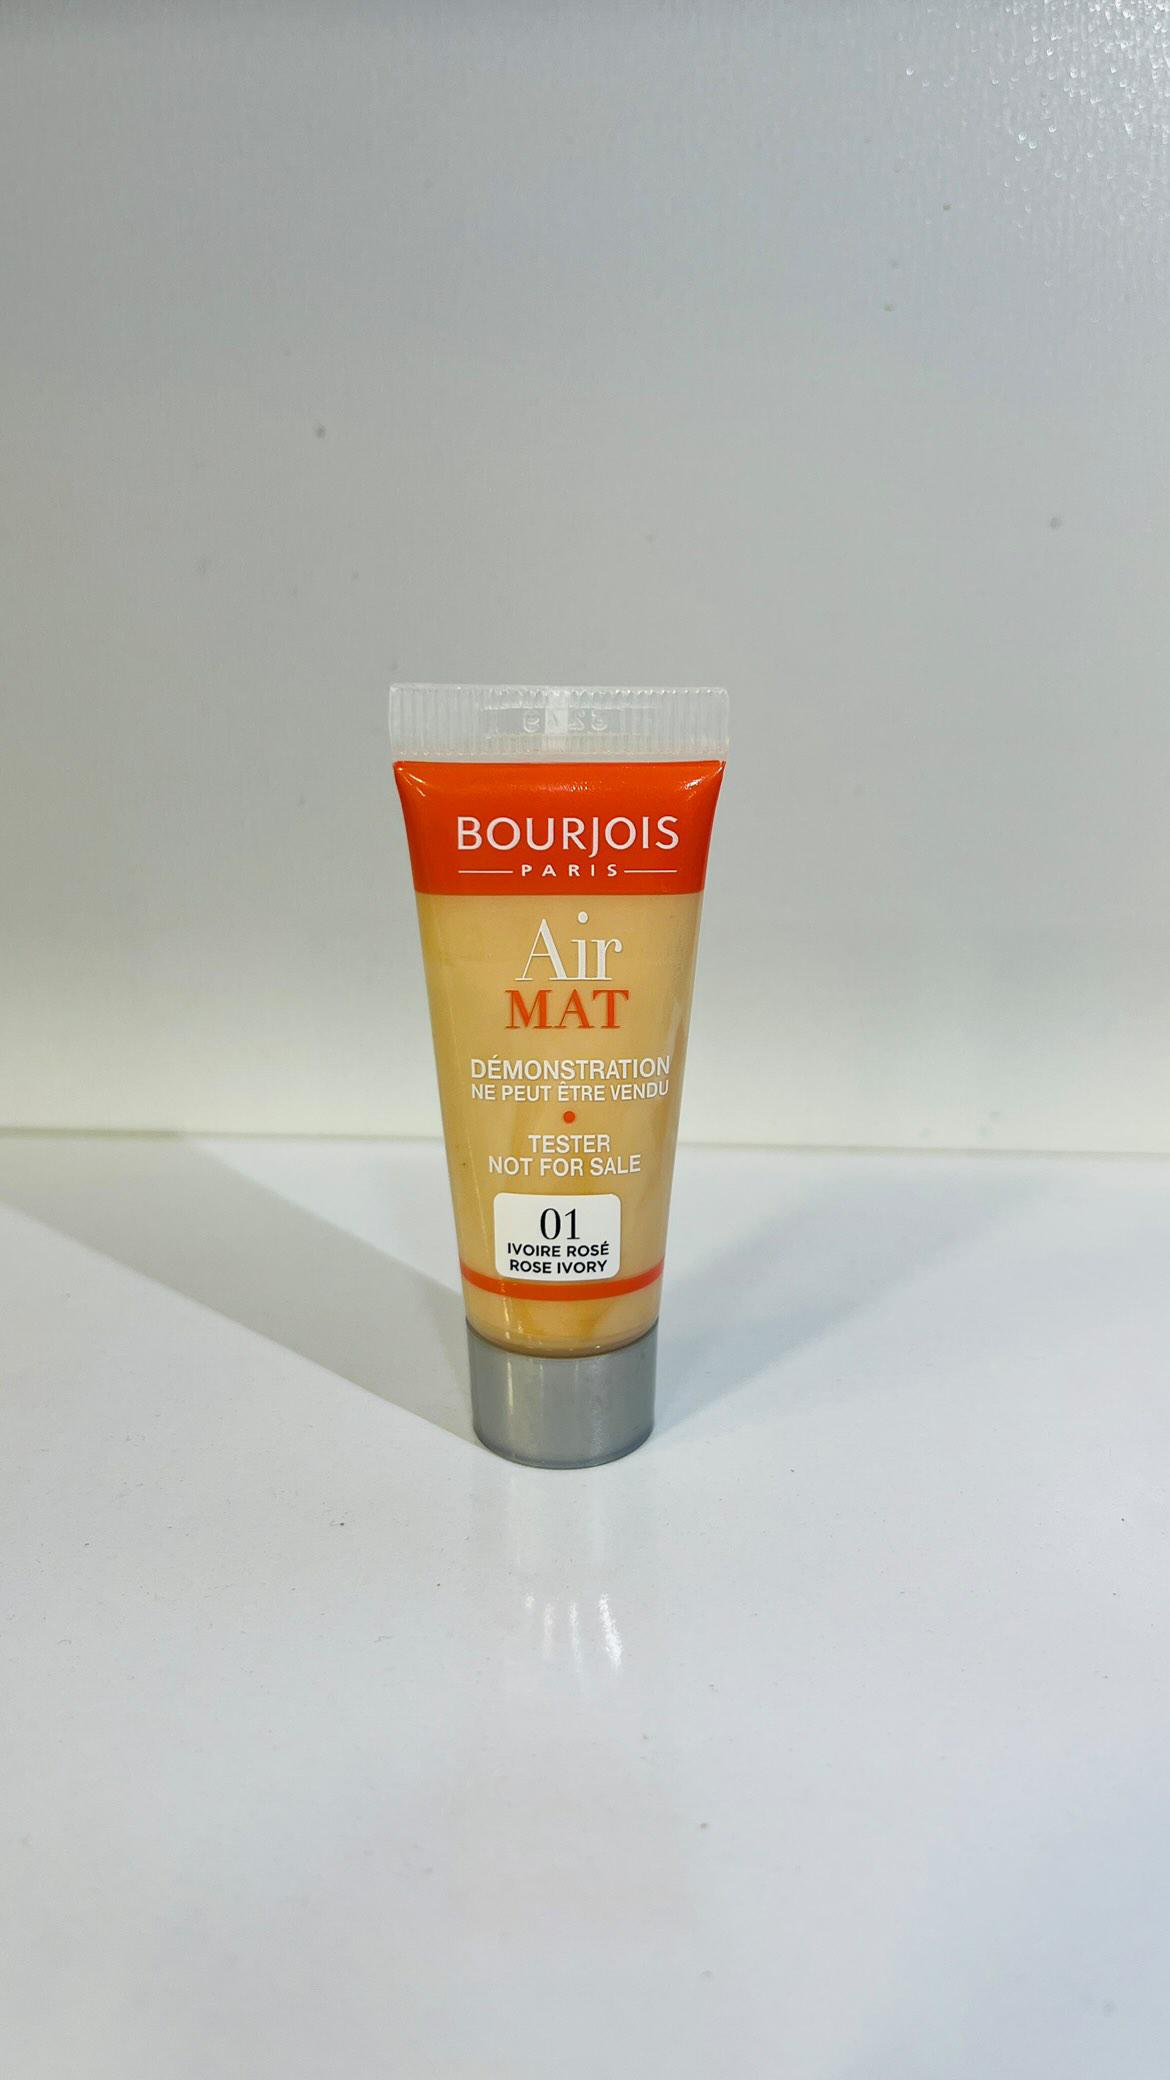 BOURJOIS
PARIS
Air
MAT
DÉMONSTRATION
NE PEUT ÊTRE VENDU
TESTER
NOT FOR SALE
01
IVOIRE ROSÉ
ROSE IVORY